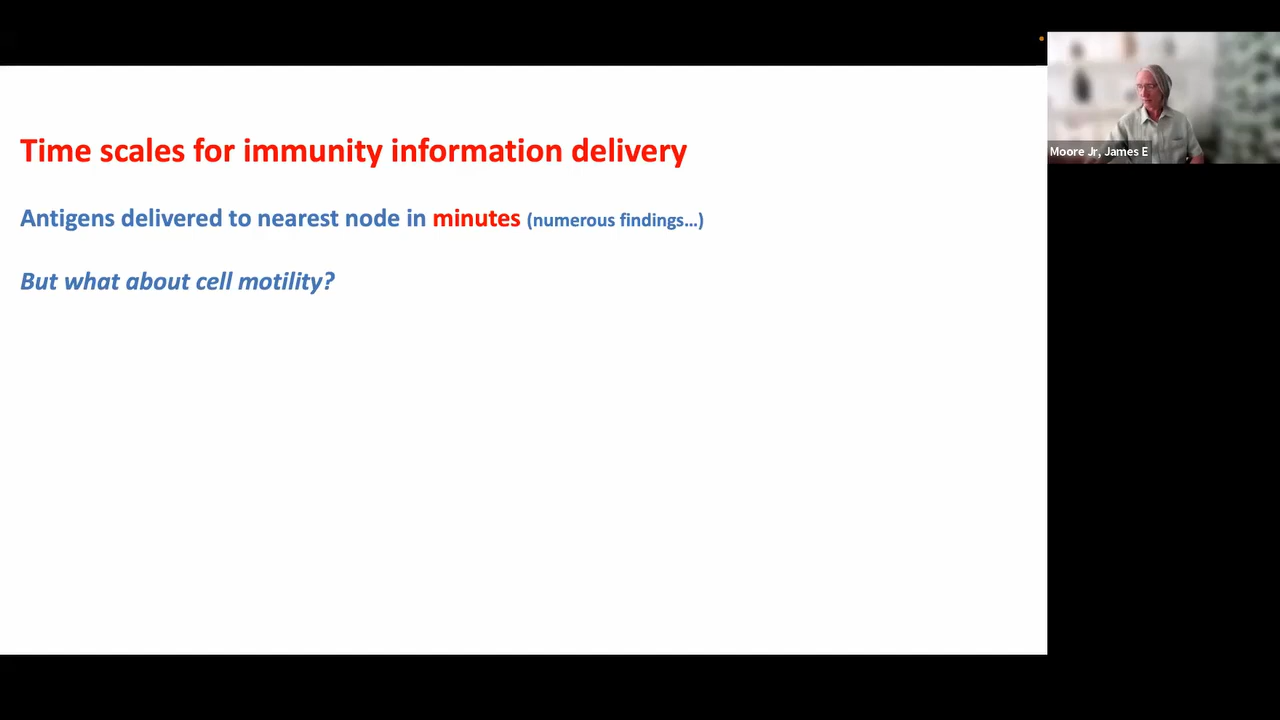 Time scales for immunity information delivery
Antigens delivered to nearest node in minutes (numerous findings…)
But what about cell motility?
Moore Jr, James E